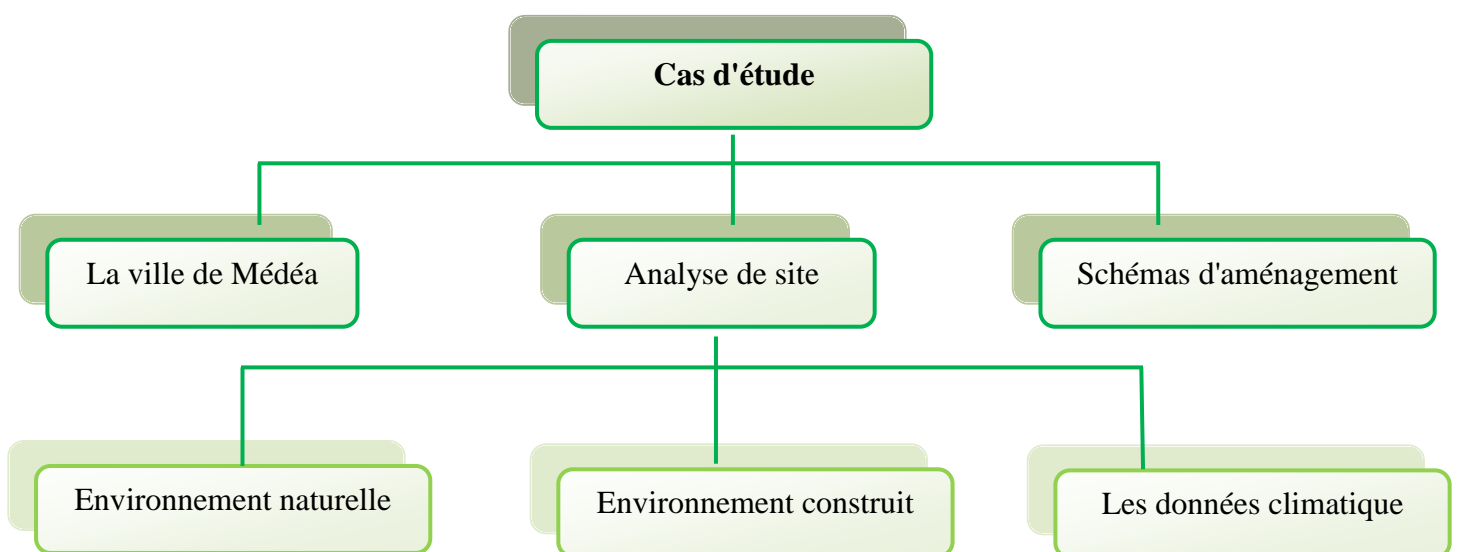 Cas d'étude
La ville de Médéa
Analyse de site
Schémas d'aménagement
Environnement naturelle
Environnement construit
Les données climatique